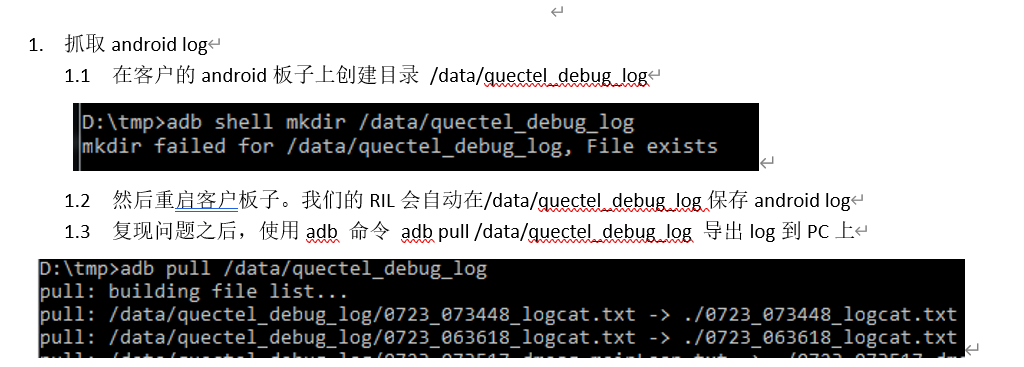 1. 抓取 android log
1.1 在客户的 android 板子上创建目录 /data/quectel_debug_log
D:\tmp>adb shell mkdir /data/quectel_debug_log
mkdir failed for /data/quectel_debug_log, File exists
1.2 然后重启客户板子。我们的 RIL 会自动在/data/quectel_debug_log 保存 android log
1.3 复现问题之后，使用 adb 命令 adb pull /data/quectel_debug_log 导出 log 到 PC 上
D:\tmp>adb pull /data/quectel_debug_log
pull: building file list...
pull: /data/quectel_debug_log/0723_073448_logcat.txt -> ./0723_073448_logcat.txt
pull: /data/quectel_debug_log/0723_063618_logcat.txt -> ./0723_063618_logcat.txt